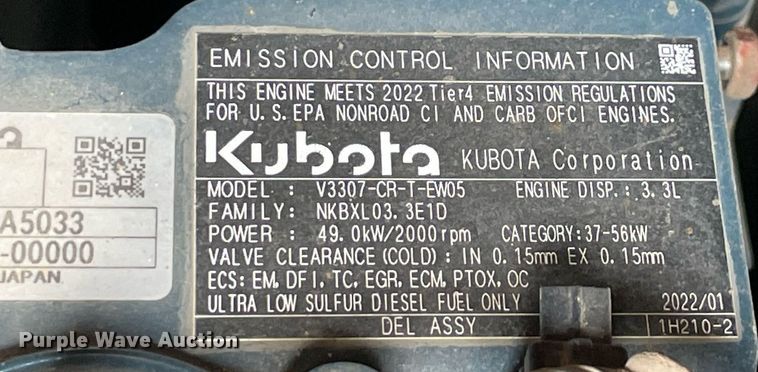 EMISSION CONTROL INFORMATION
THIS ENGINE MEETS 2022 Tier4 EMISSION REGULATIONS
FOR U.S. EPA NONROAD CI AND CARB OFCI ENGINES.
Kubota KUBOTA Corporation
MODEL : V3307-CR-T-EW05 ENGINE DISP.: 3.3L
FAMILY: NKBXL03.3E1D
POWER : 49.0kW/2000rpm CATEGORY:37-56kW
VALVE CLEARANCE(COLD): IN 0.15mm EX 0.15mm
ECS: EM, DFI, TC, EGR, ECM, PTOX, OC
ULTRA LOW SULFUR DIESEL FUEL ONLY 2022/01
DEL ASSY 1H210-2
A5033
-00000
JAPAN
Purple Wave Auction